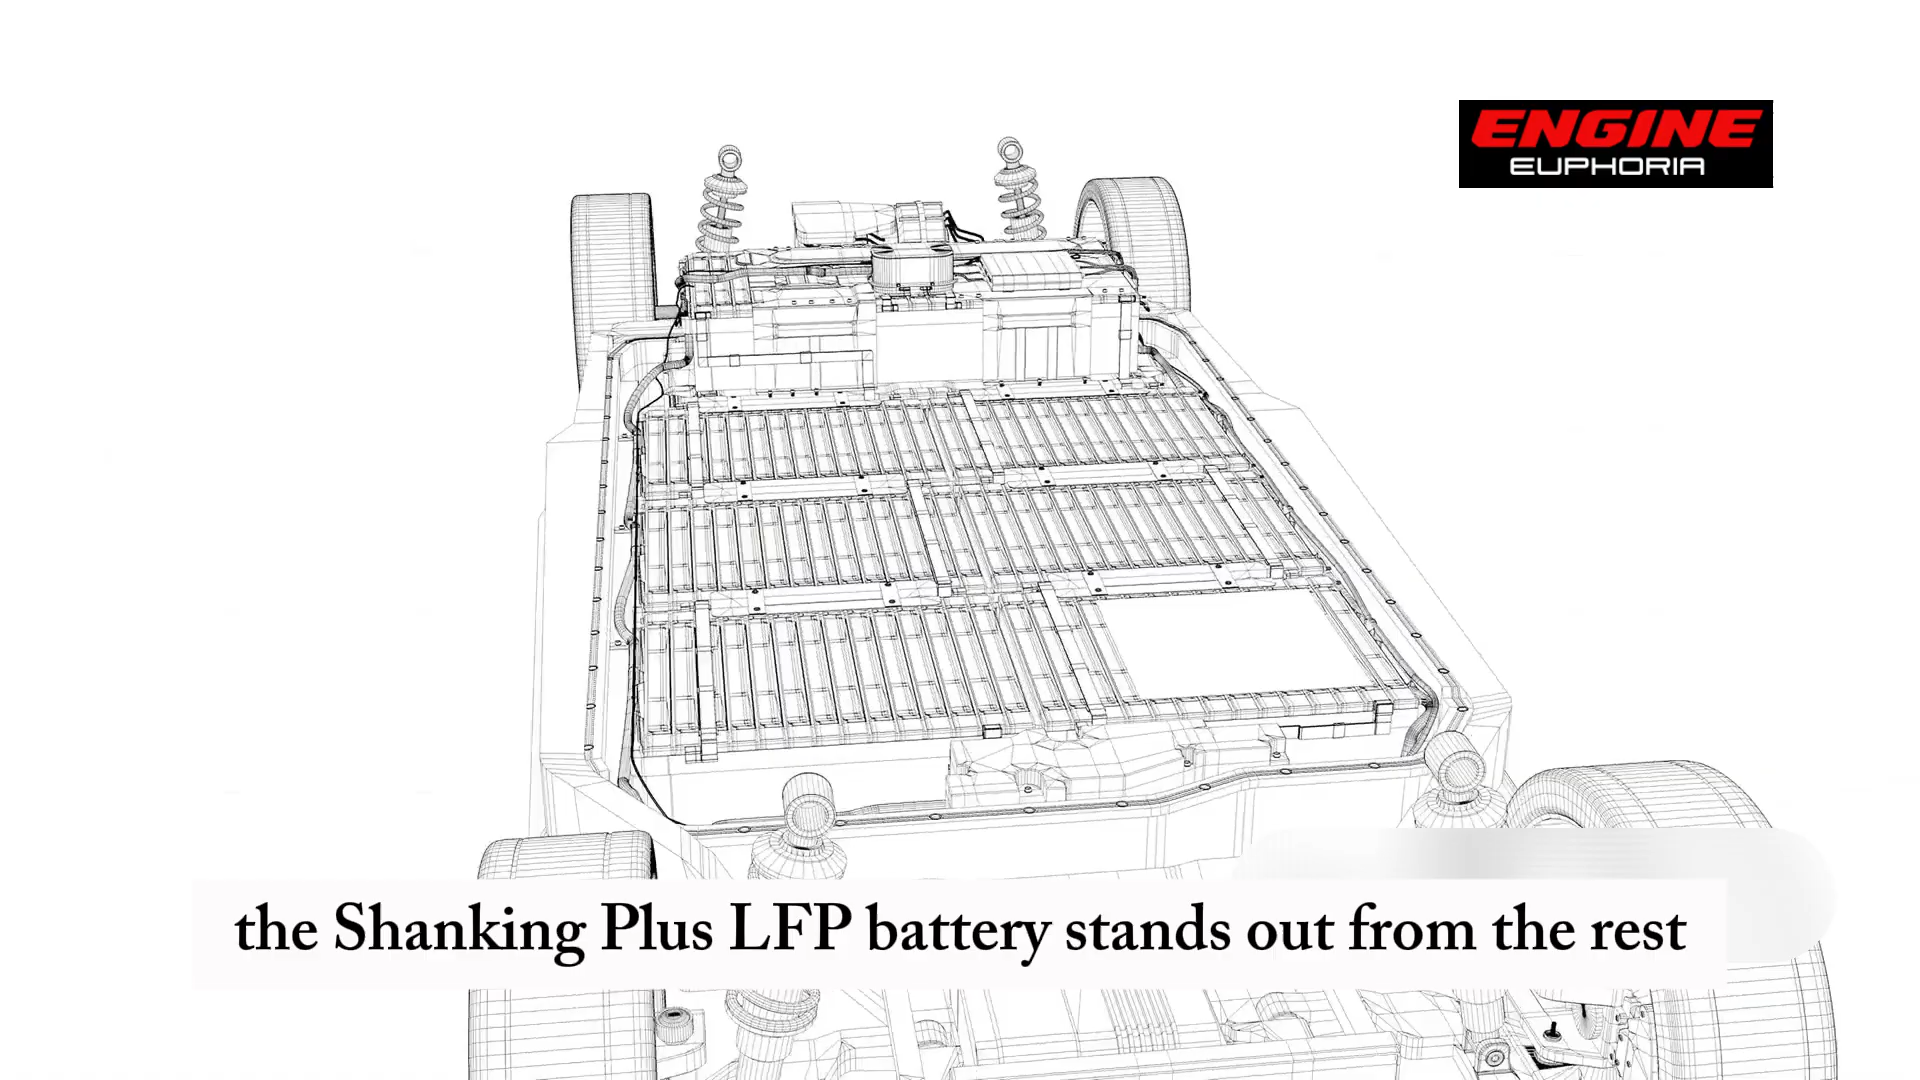 ENGINE
EUPHORIA
the Shanking Plus LFP battery stands out from the rest